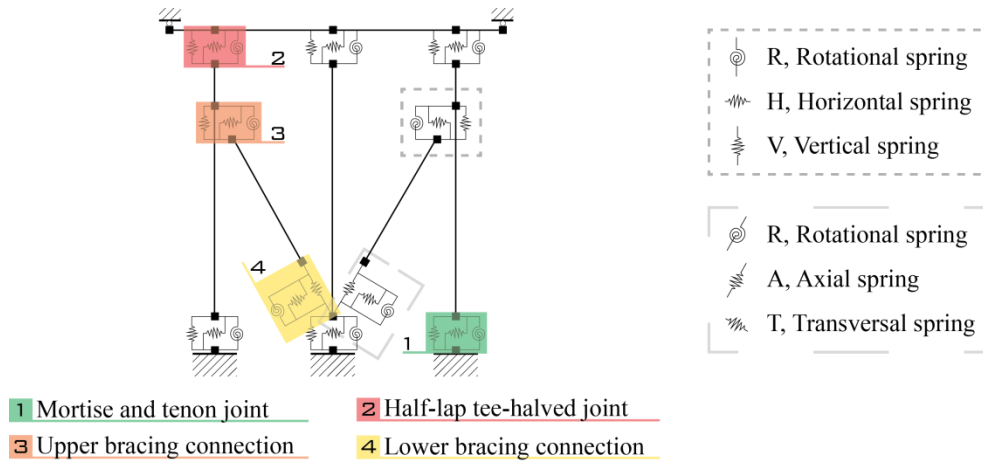 2
R, Rotational spring
H, Horizontal spring
3
V, Vertical spring
4
R, Rotational spring
A, Axial spring
1
T, Transversal spring
1 Mortise and tenon joint
2 Half-lap tee-halved joint
3 Upper bracing connection
4 Lower bracing connection